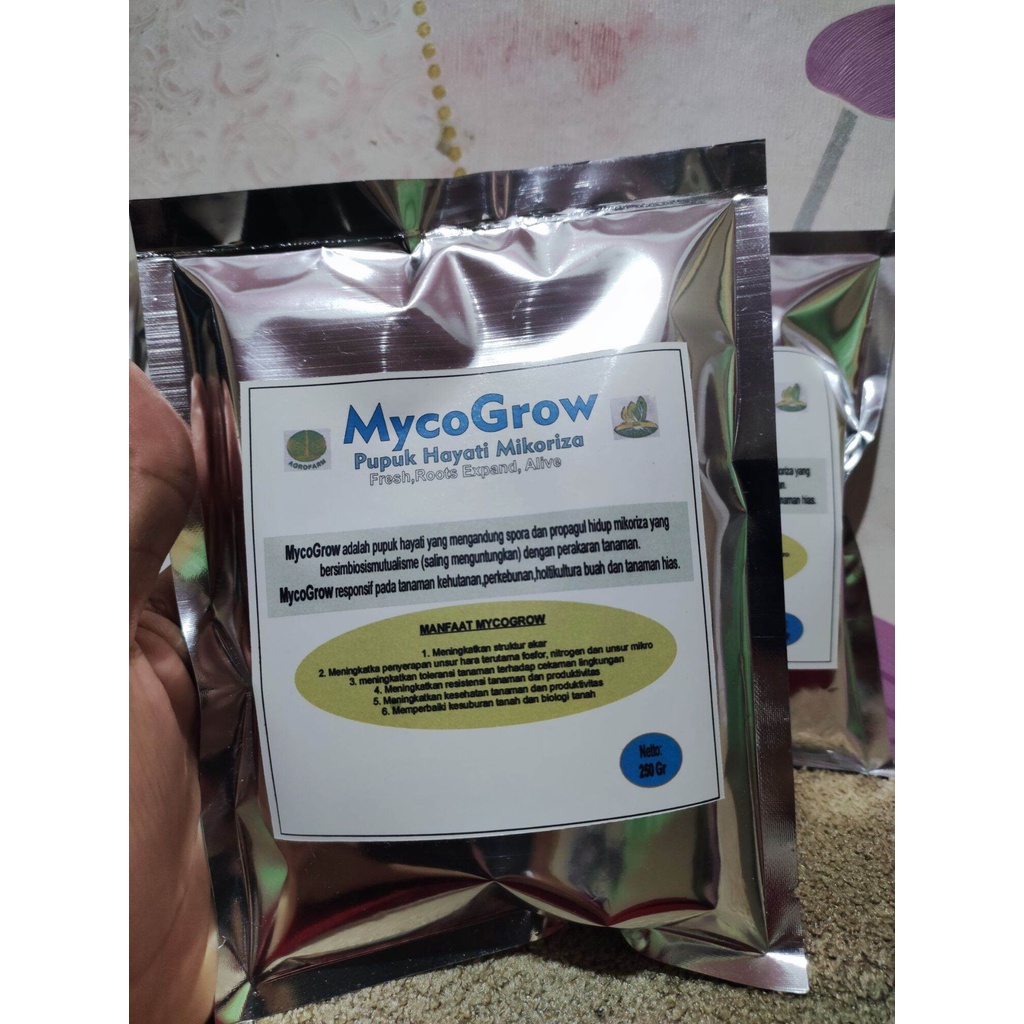 MycoGrow
AGROFARM
Pupuk Hayati Mikoriza
Fresh,Roots Expand, Alive
MycoGrow adalah pupuk hayati yang mengandung spora dan propagul hidup mikoriza yang
bersimbiosismutualisme (saling menguntungkan) dengan perakaran tanaman.
MycoGrow responsif pada tanaman kehutanan,perkebunan,holtikultura buah dan tanaman hias.
MANFAAT MYCOGROW
1. Meningkatkan struktur akar
2. Meningkatka penyerapan unsur hara terutama fosfor, nitrogen dan unsur mikro
3. meningkatkan toleransi tanaman terhadap cekaman lingkungan
4. Meningkatkan resistensi tanaman dan produktivitas
5. Meningkatkan kesehatan tanaman dan produktivitas
6. Memperbaiki kesuburan tanah dan biologi tanah
Netto:
250 Gr
mikoriza yang
tanaman hias.